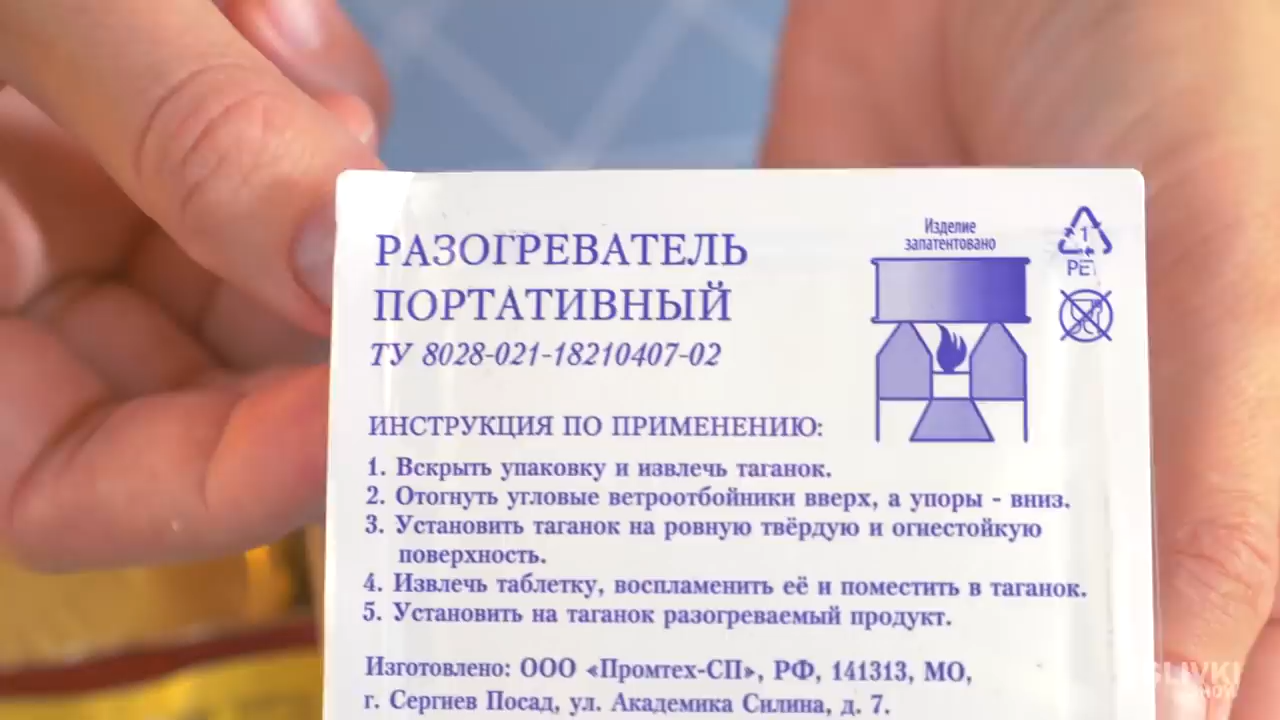 РАЗОГРЕВАТЕЛЬ
ПОРТАТИВНЫЙ
ТУ 8028-021-18210407-02
Изделие
запатентовано
1
PET
ИНСТРУКЦИЯ ПО ПРИМЕНЕНИЮ:
1. Вскрыть упаковку и извлечь таганок.
2. Отогнуть угловые ветроотбойники вверх, а упоры - вниз.
3. Установить таганок на ровную твёрдую и огнестойкую
поверхность.
4. Извлечь таблетку, воспламенить её и поместить в таганок.
5. Установить на таганок разогреваемый продукт.
Изготовлено: ООО «Промтех-СП», РФ, 141313, МО,
г. Сергиев Посад, ул. Академика Силина, д. 7.
SLIVKI
SHOW